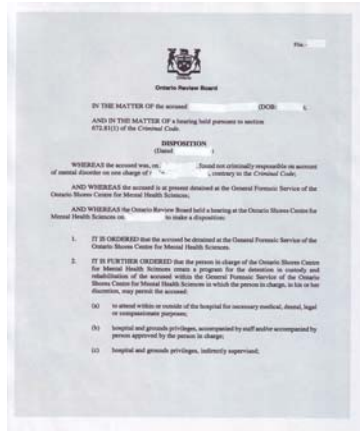 File:
Ontario
Ontario Review Board
IN THE MATTER OF the accused (DOB: ),
AND IN THE MATTER OF a hearing held pursuant to section
672.81(1) of the Criminal Code.
DISPOSITION
(Dated )
WHEREAS the accused was, on, found not criminally responsible on account
of mental disorder on one charge of , contrary to the Criminal Code;
AND WHEREAS the accused is at present detained at the General Forensic Service of the
Ontario Shores Centre for Mental Health Sciences;
AND WHEREAS the Ontario Review Board held a hearing at the Ontario Shores Centre for
Mental Health Sciences on to make a disposition:
1. IT IS ORDERED that the accused be detained at the General Forensic Service of the
Ontario Shores Centre for Mental Health Sciences.
2. IT IS FURTHER ORDERED that the person in charge of the Ontario Shores Centre
for Mental Health Sciences create a program for the detention in custody and
rehabilitation of the accused within the General Forensic Service of the Ontario
Shores Centre for Mental Health Sciences in which the person in charge, in his or her
discretion, may permit the accused:
(a) to attend within or outside of the hospital for necessary medical, dental, legal
or compassionate purposes;
(b) hospital and grounds privileges, accompanied by staff and/or accompanied by
person approved by the person in charge;
(c) hospital and grounds privileges, indirectly supervised;